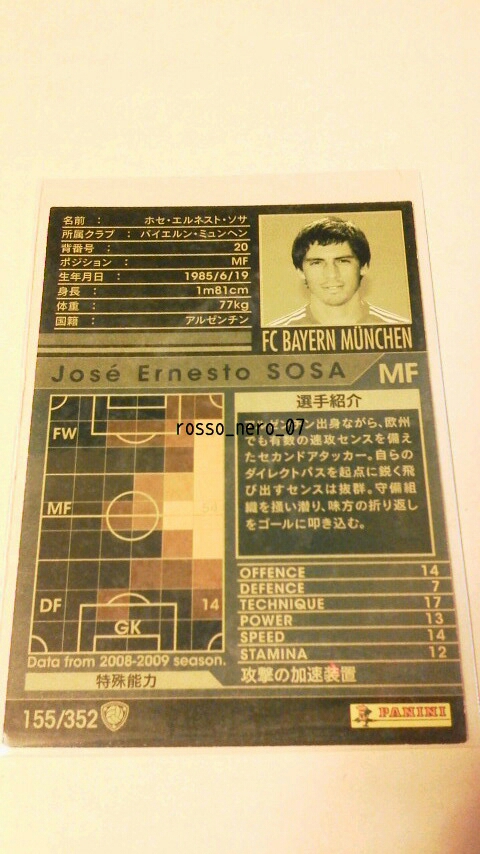 名前 : ホセ・エルネスト・ソサ
所属クラブ : バイエルン・ミュンヘン
背番号 : 20
ポジション : MF
生年月日 : 1985/6/19
身長 : 1m81cm
体重 : 77kg
国籍 : アルゼンチン
FC BAYERN MÜNCHEN
José Ernesto SOSA MF
選手紹介
rosso_nero_07
出身ながら、欧州
でも有数の速攻センスを備え
たセカンドアタッカー。自らの
ダイレクトパスを起点に鋭く飛
び出すセンスは抜群。守備組
織を掻い潜り、味方の折り返し
をゴールに叩き込む。
FW
MF 54
DF 14
GK
OFFENCE 14
DEFENCE 7
TECHNIQUE 17
POWER 13
SPEED 14
STAMINA 12
Data from 2008-2009 season.
特殊能力 攻撃の加速装置
155/352
PANINI